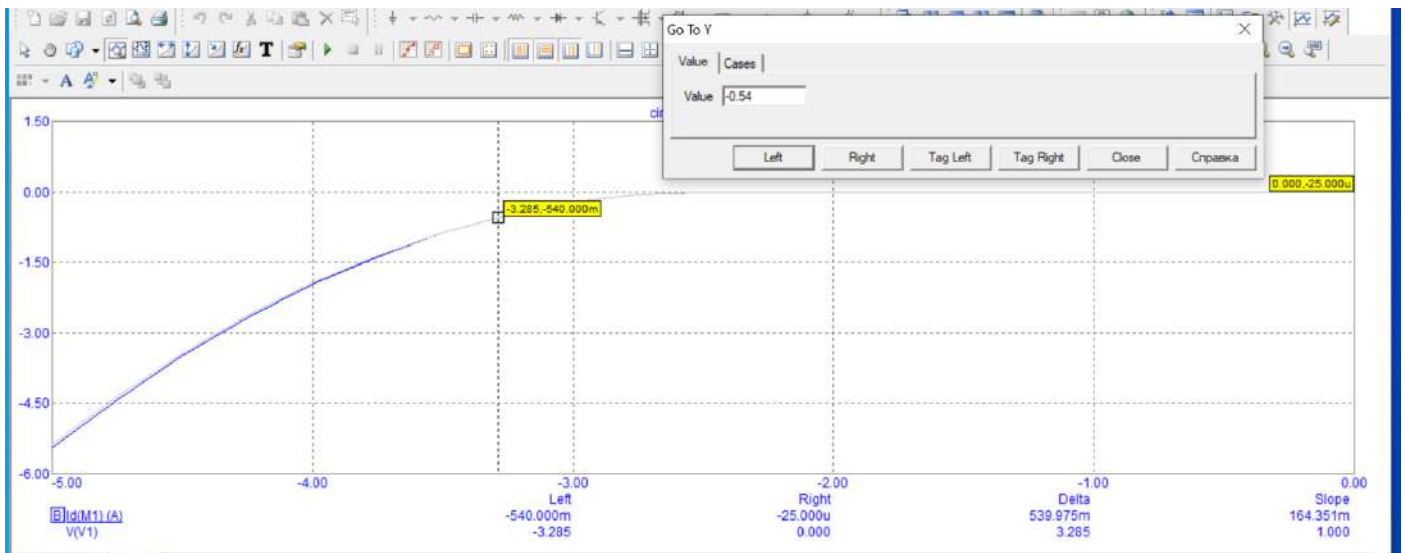 Go To Y
Value Cases
Value -0.54
Left Right Tag Left Tag Right Close Справка
T
A
cir
1.50
0.00
-1.50
-3.00
-4.50
-6.00
0.000,-25.000u
-3.285,-540.000m
-5.00 -4.00 -3.00 -2.00 -1.00 0.00
Left Right Delta Slope
B Id(M1) (A) -540.000m -25.000u 539.975m 164.351m
V(V1) -3.285 0.000 3.285 1.000